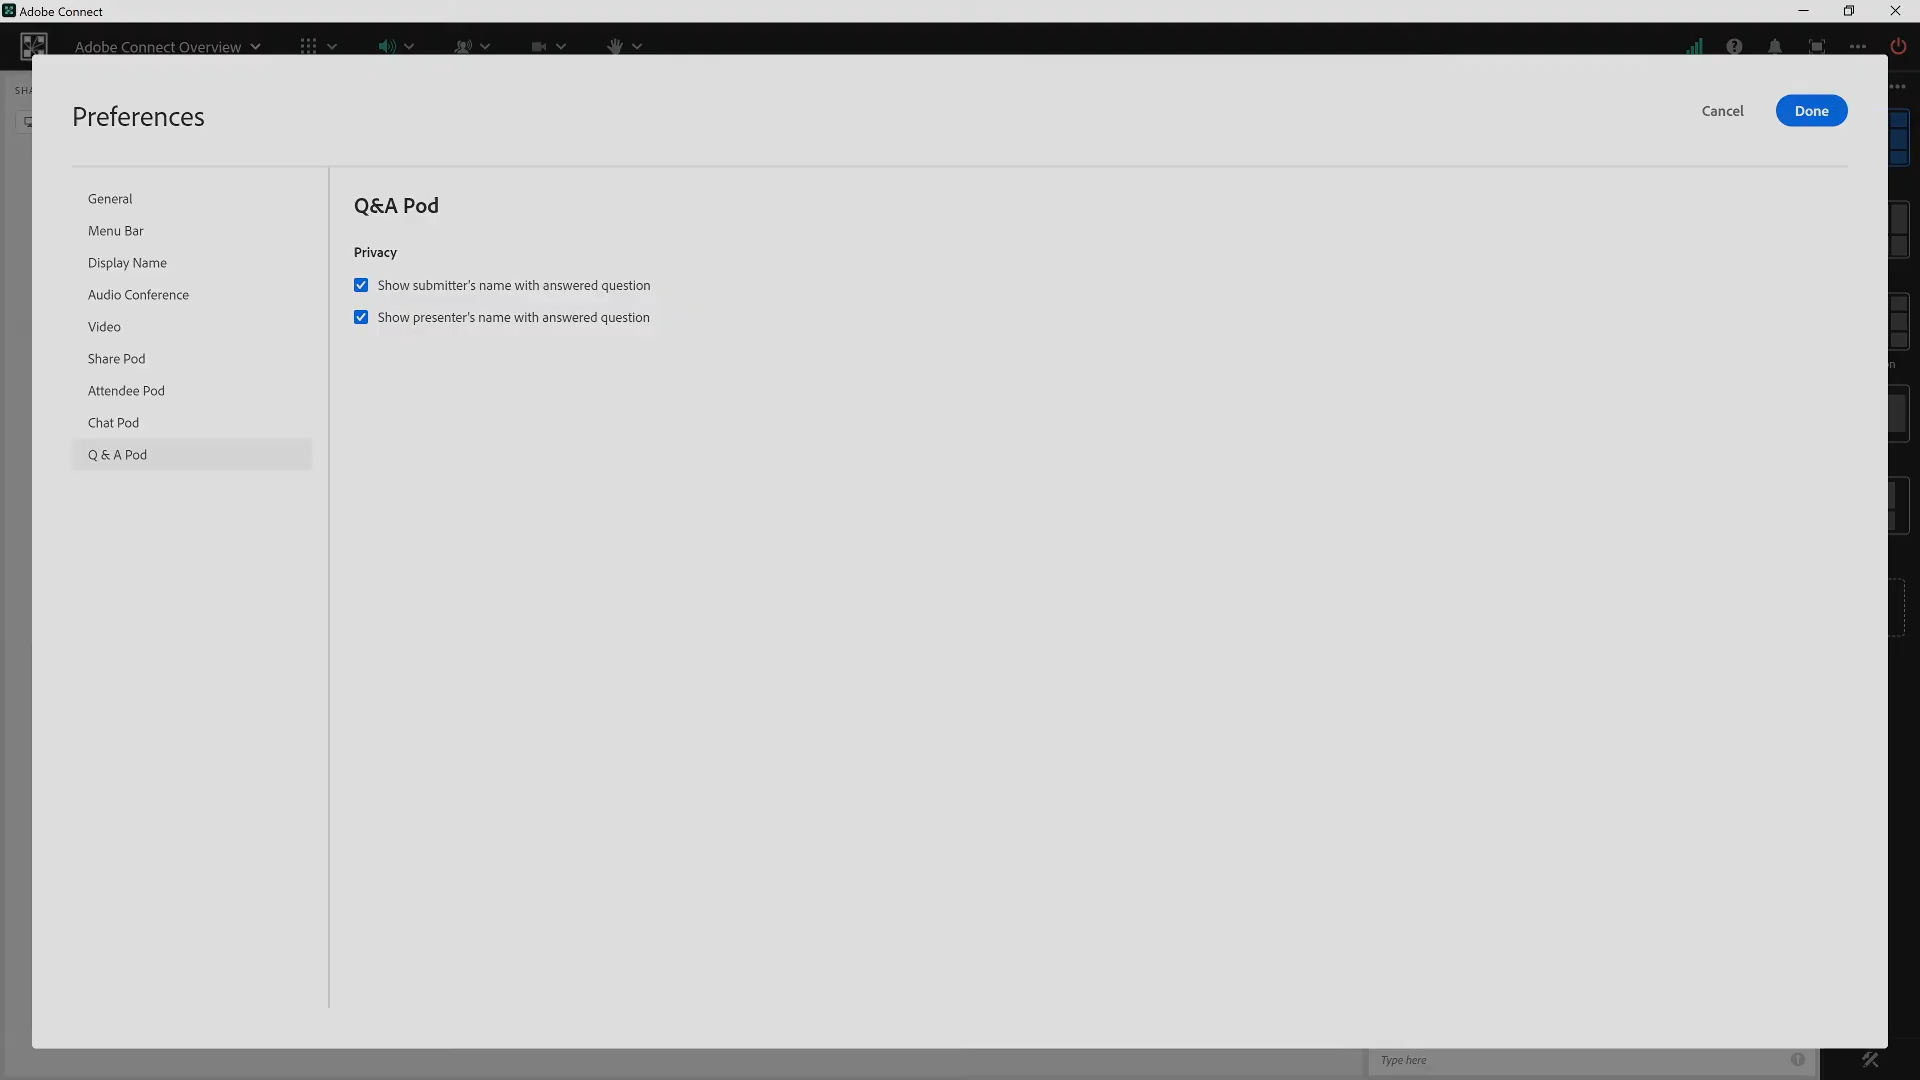 Adobe Connect
Adobe Connect Overview
SHA
Preferences
Cancel
Done
General
Menu Bar
Display Name
Audio Conference
Video
Share Pod
Attendee Pod
Chat Pod
Q & A Pod
Q&A Pod
Privacy
Show submitter's name with answered question
Show presenter's name with answered question
Type here